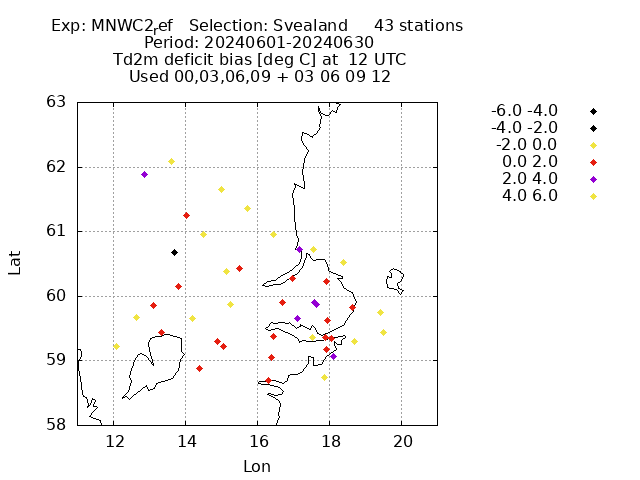 Exp: MNWC2ref   Selection: Svealand     43 stations
Period: 20240601-20240630
Td2m deficit bias [deg C] at  12 UTC
Used 00,03,06,09 + 03 06 09 12
-6.0 -4.0
-4.0 -2.0
-2.0 0.0
0.0 2.0
2.0 4.0
4.0 6.0
63
62
61
60
59
58
Lat
12 14 16 18 20
Lon